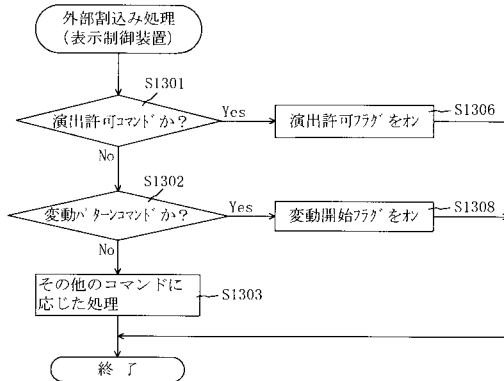 外部割込み処理
(表示制御装置)
S1301
演出許可コマンドか？
Yes
S1306
演出許可フラグをオン
No
S1302
変動パターンコマンドか？
Yes
S1308
変動開始フラグをオン
No
その他のコマンドに
応じた処理
S1303
終 了